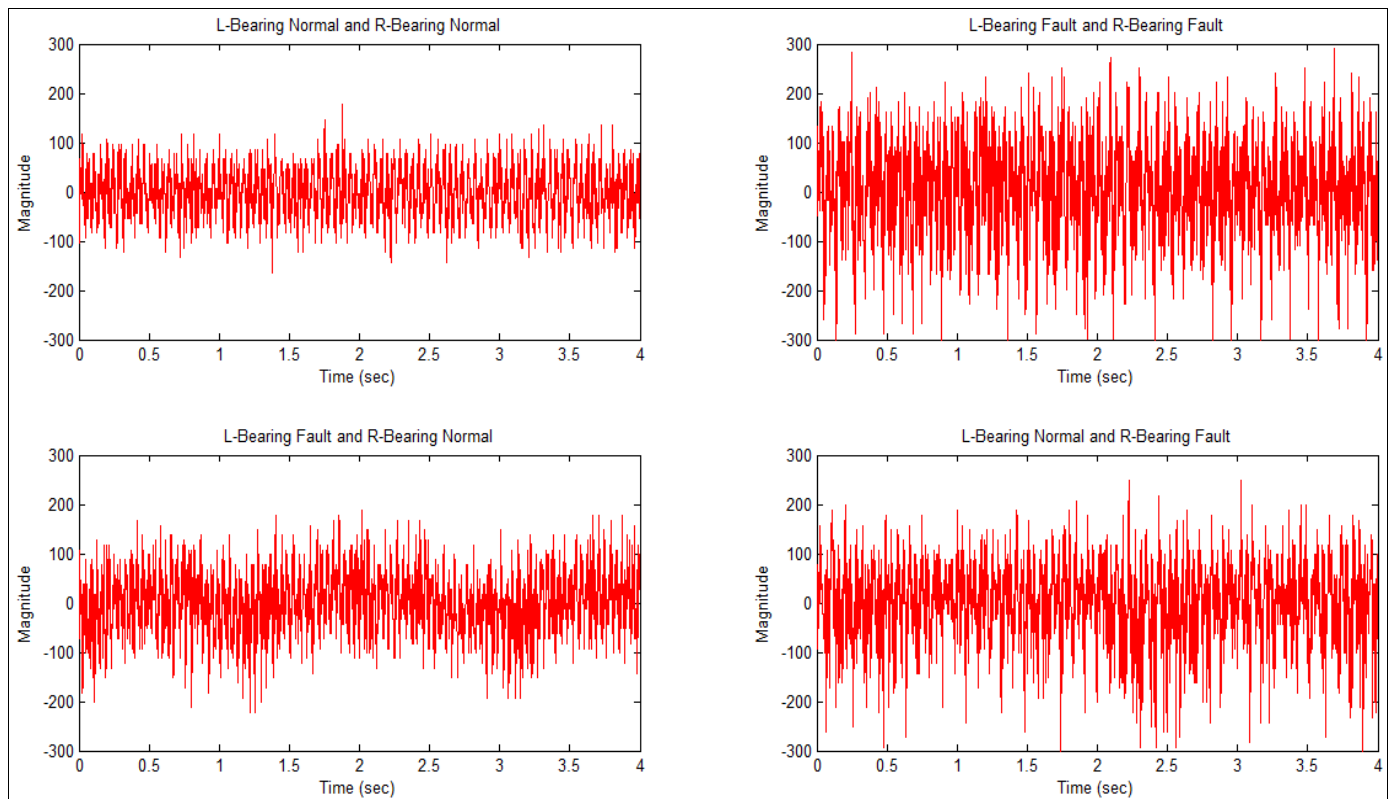 L-Bearing Normal and R-Bearing Normal
300
200
100
0
-100
-200
-300
Magnitude
0 0.5 1 1.5 2 2.5 3 3.5 4
Time (sec)
L-Bearing Fault and R-Bearing Fault
300
200
100
0
-100
-200
-300
Magnitude
0 0.5 1 1.5 2 2.5 3 3.5 4
Time (sec)
L-Bearing Fault and R-Bearing Normal
300
200
100
0
-100
-200
-300
Magnitude
0 0.5 1 1.5 2 2.5 3 3.5 4
Time (sec)
L-Bearing Normal and R-Bearing Fault
300
200
100
0
-100
-200
-300
Magnitude
0 0.5 1 1.5 2 2.5 3 3.5 4
Time (sec)